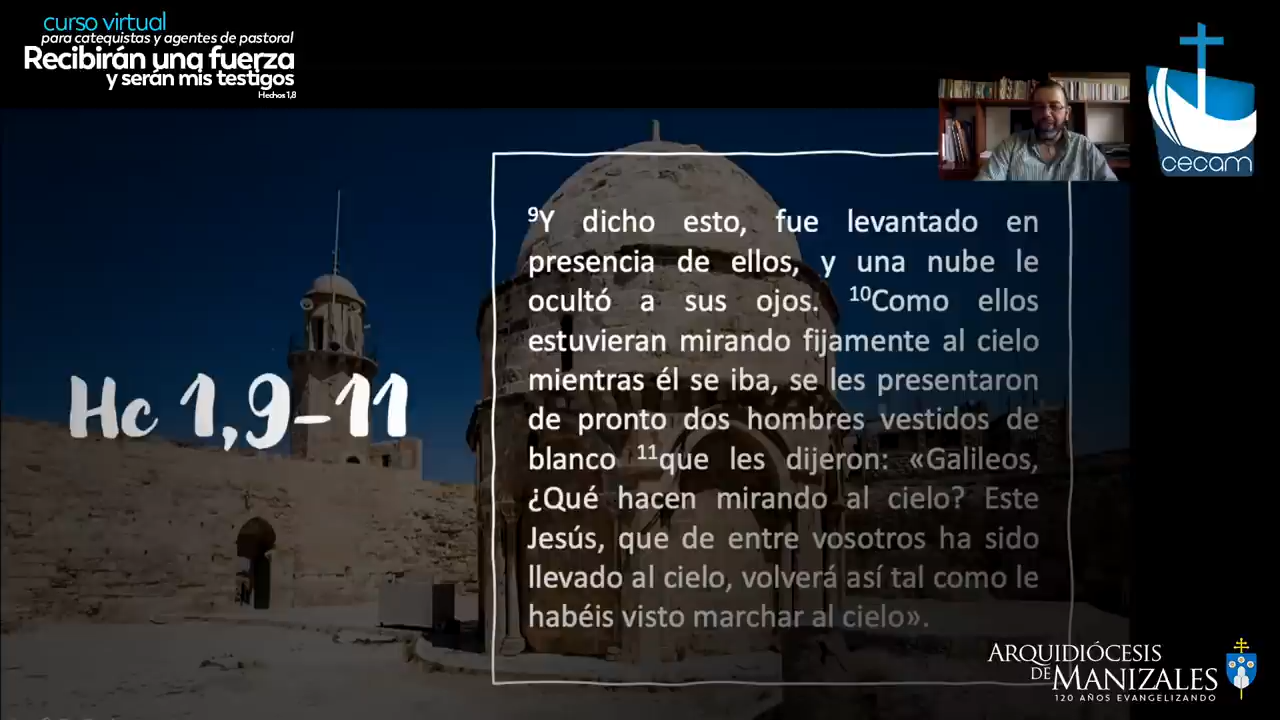 curso virtual
para catequistas y agentes de pastoral
Recibirán una fuerza
y serán mis testigos
Hechos 1,8
cecam
Hc 1,9-11
⁹Y dicho esto, fue levantado en
presencia de ellos, y una nube le
ocultó a sus ojos. ¹⁰Como ellos
estuvieran mirando fijamente al cielo
mientras él se iba, se les presentaron
de pronto dos hombres vestidos de
blanco ¹¹que les dijeron: «Galileos,
¿Qué hacen mirando al cielo? Este
Jesús, que de entre vosotros ha sido
llevado al cielo, volverá así tal como le
habéis visto marchar al cielo».
ARQUIDIÓCESIS
DE MANIZALES
120 AÑOS EVANGELIZANDO